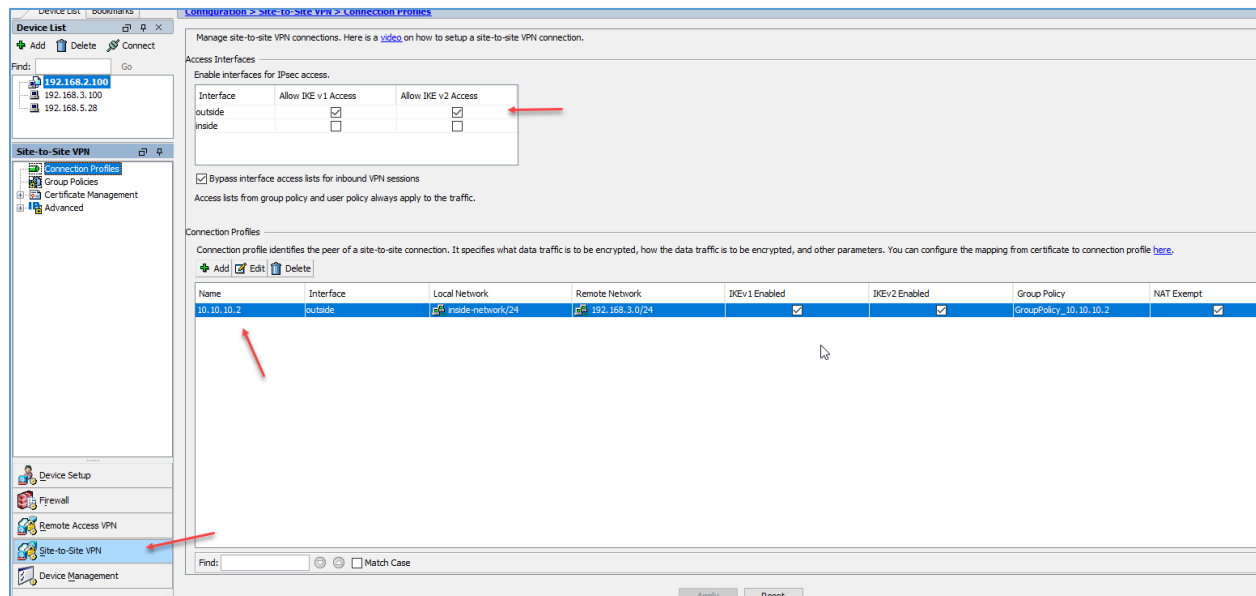 Device List Bookmarks
Configuration > Site-to-Site VPN > Connection Profiles
Device List
Add Delete Connect
Find: Go
192.168.2.100
192.168.3.100
192.168.5.28
Site-to-Site VPN
Connection Profiles
Group Policies
Certificate Management
Advanced
Device Setup
Firewall
Remote Access VPN
Site-to-Site VPN
Device Management
Manage site-to-site VPN connections. Here is a video on how to setup a site-to-site VPN connection.
Access Interfaces
Enable interfaces for IPsec access.
Interface Allow IKE v1 Access Allow IKE v2 Access
outside
inside
Bypass interface access lists for inbound VPN sessions
Access lists from group policy and user policy always apply to the traffic.
Connection Profiles
Connection profile identifies the peer of a site-to-site connection. It specifies what data traffic is to be encrypted, how the data traffic is to be encrypted, and other parameters. You can configure the mapping from certificate to connection profile here.
Add Edit Delete
Name Interface Local Network Remote Network IKEv1 Enabled IKEv2 Enabled Group Policy NAT Exempt
10.10.10.2 outside inside-network/24 192.168.3.0/24 GroupPolicy_10.10.10.2
Find: Match Case
Apply Reset